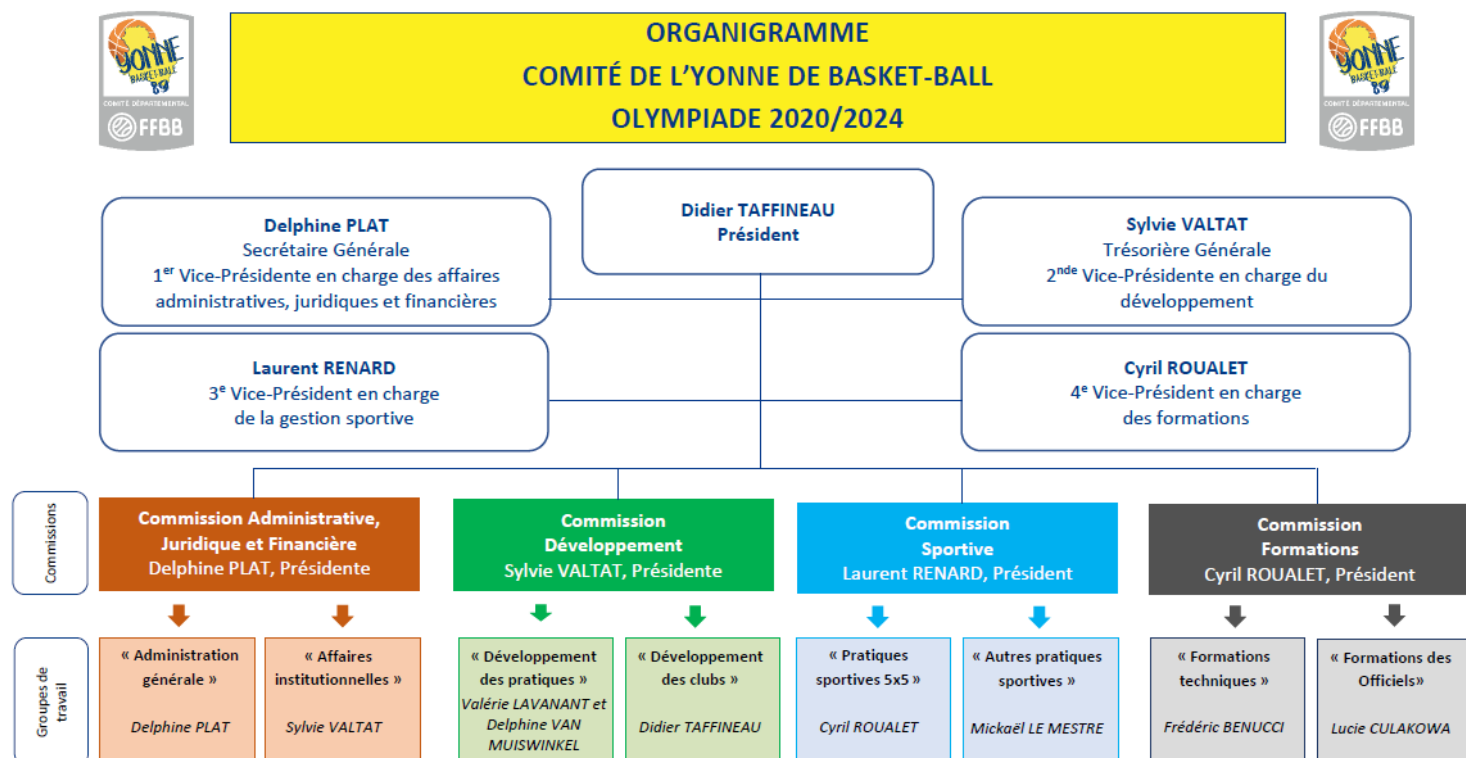 YONNE
BASKET-BALL
89
COMITÉ DÉPARTEMENTAL
FFBB
ORGANIGRAMME
COMITÉ DE L'YONNE DE BASKET-BALL
OLYMPIADE 2020/2024
YONNE
BASKET-BALL
89
COMITÉ DÉPARTEMENTAL
FFBB
Didier TAFFINEAU
Président
Delphine PLAT
Secrétaire Générale
1er Vice-Présidente en charge des affaires
administratives, juridiques et financières
Sylvie VALTAT
Trésorière Générale
2nde Vice-Présidente en charge du
développement
Laurent RENARD
3e Vice-Président en charge
de la gestion sportive
Cyril ROUALET
4e Vice-Président en charge
des formations
Commissions
Commission Administrative,
Juridique et Financière
Delphine PLAT, Présidente
Commission
Développement
Sylvie VALTAT, Présidente
Commission
Sportive
Laurent RENARD, Président
Commission
Formations
Cyril ROUALET, Président
Groupes de
travail
« Administration
générale »
Delphine PLAT
« Affaires
institutionnelles »
Sylvie VALTAT
« Développement
des pratiques »
Valérie LAVANANT et
Delphine VAN
MUISWINKEL
« Développement
des clubs »
Didier TAFFINEAU
« Pratiques
sportives 5x5 »
Cyril ROUALET
« Autres pratiques
sportives »
Mickaël LE MESTRE
« Formations
techniques »
Frédéric BENUCCI
« Formations des
Officiels»
Lucie CULAKOWA